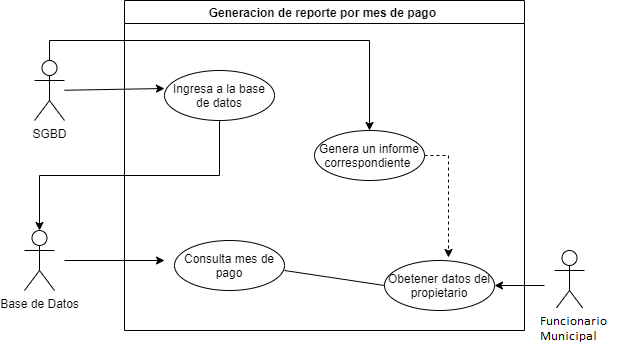 Generacion de reporte por mes de pago
Ingresa a la base
de datos
SGBD
Genera un informe
correspondiente
Consulta mes de
pago
Obetener datos del
propietario
Base de Datos
Funcionario
Municipal